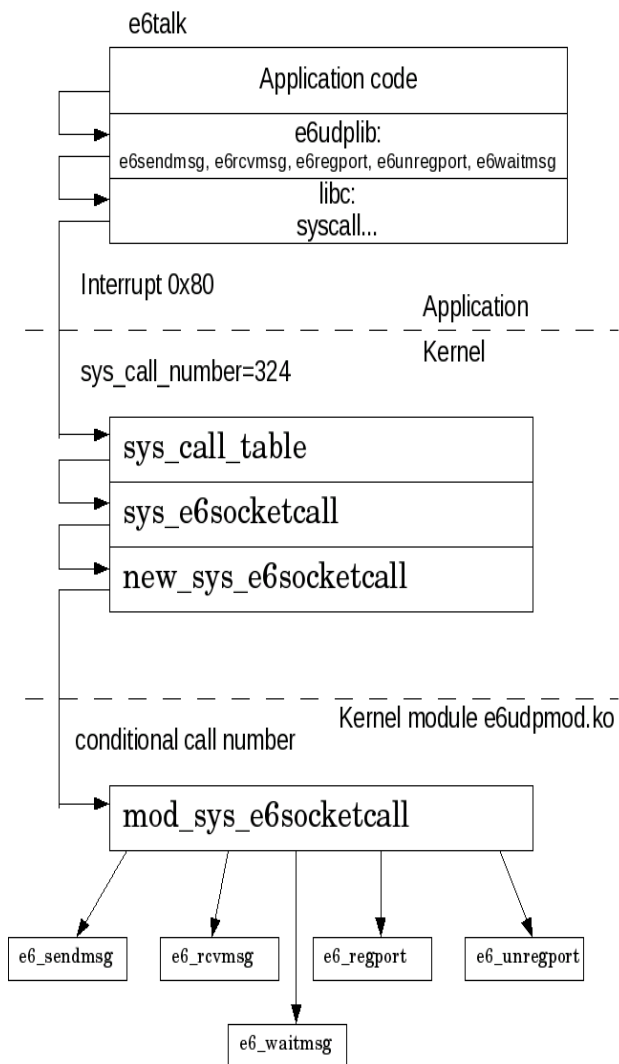 e6talk
Application code
e6udplib:
e6sendmsg, e6rcvmsg, e6regport, e6unregport, e6waitmsg
libc:
syscall...
Interrupt 0x80
Application
Kernel
sys_call_number=324
sys_call_table
sys_e6socketcall
new_sys_e6socketcall
Kernel module e6udpmod.ko
conditional call number
mod_sys_e6socketcall
e6_sendmsg
e6_rcvmsg
e6_regport
e6_unregport
e6_waitmsg